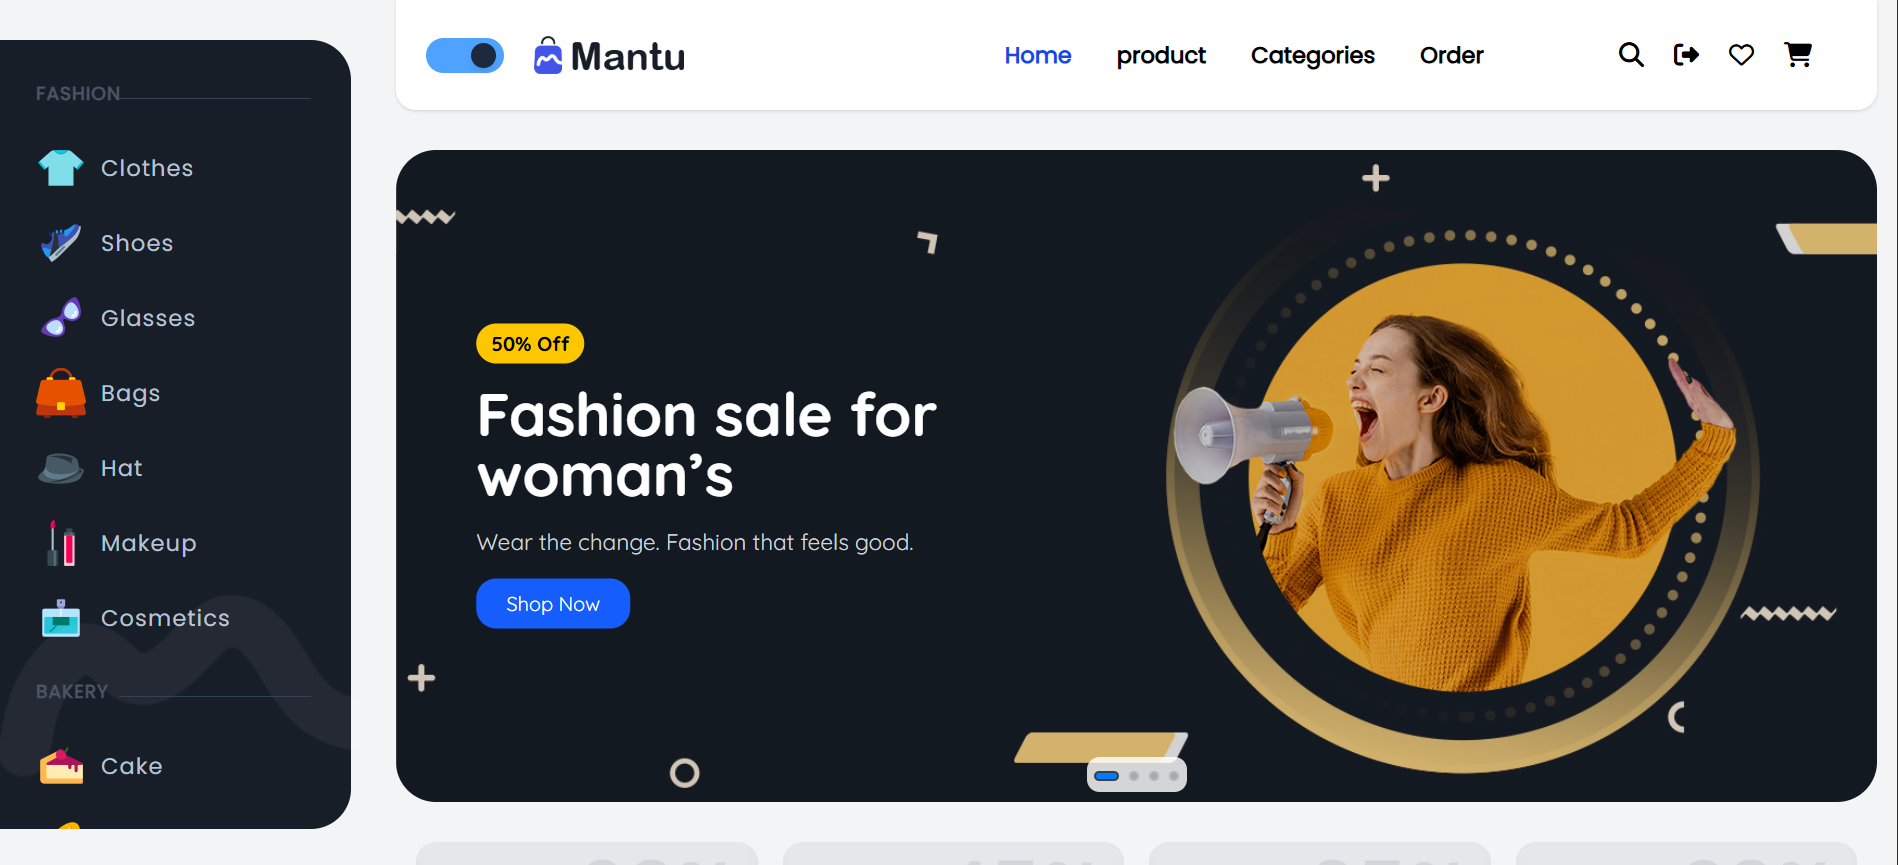 Mantu
Home
product
Categories
Order
FASHION
Clothes
Shoes
Glasses
Bags
Hat
Makeup
Cosmetics
BAKERY
Cake
50% Off
Fashion sale for
woman’s
Wear the change. Fashion that feels good.
Shop Now